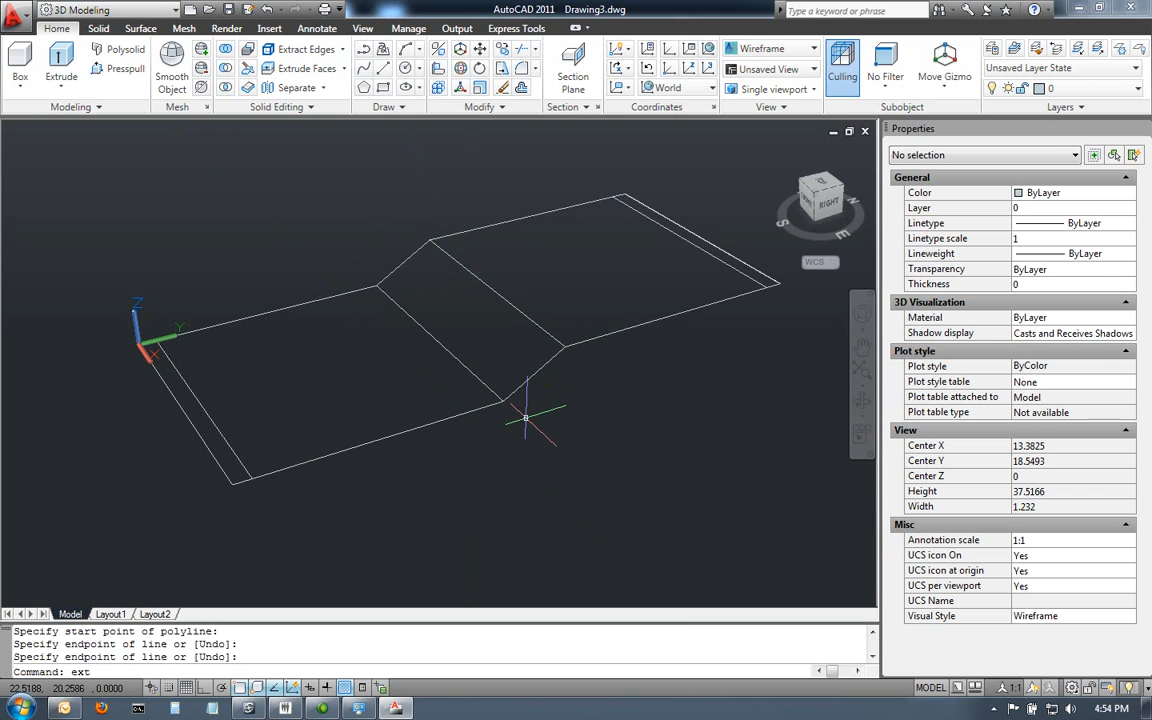 AutoCAD 2011 Drawing3.dwg
3D Modeling
Type a keyword or phrase
Home Solid Surface Mesh Render Insert Annotate View Manage Output Express Tools
Box
Extrude
Polysolid
Presspull
Smooth
Object
Extract Edges
Extrude Faces
Separate
Section
Plane
World
Wireframe
Unsaved View
Single viewport
Culling
No Filter
Move Gizmo
Unsaved Layer State
0
Modeling Mesh Solid Editing Draw Modify Section Coordinates View Subobject Layers
Properties
No selection
General
Color ByLayer
Layer 0
Linetype ByLayer
Linetype scale 1
Lineweight ByLayer
Transparency ByLayer
Thickness 0
3D Visualization
Material ByLayer
Shadow display Casts and Receives Shadows
Plot style
Plot style ByColor
Plot style table None
Plot table attached to Model
Plot table type Not available
View
Center X 13.3825
Center Y 18.5493
Center Z 0
Height 37.5166
Width 1.232
Misc
Annotation scale 1:1
UCS icon On Yes
UCS icon at origin Yes
UCS per viewport Yes
UCS Name
Visual Style Wireframe
RIGHT
S
E
WCS
Z
Y
X
Model Layout1 Layout2
Specify start point of polyline:
Specify endpoint of line or [Undo]:
Specify endpoint of line or [Undo]:
Command: ext
22.5188, 20.2586 , 0.0000
MODEL
1:1
4:54 PM